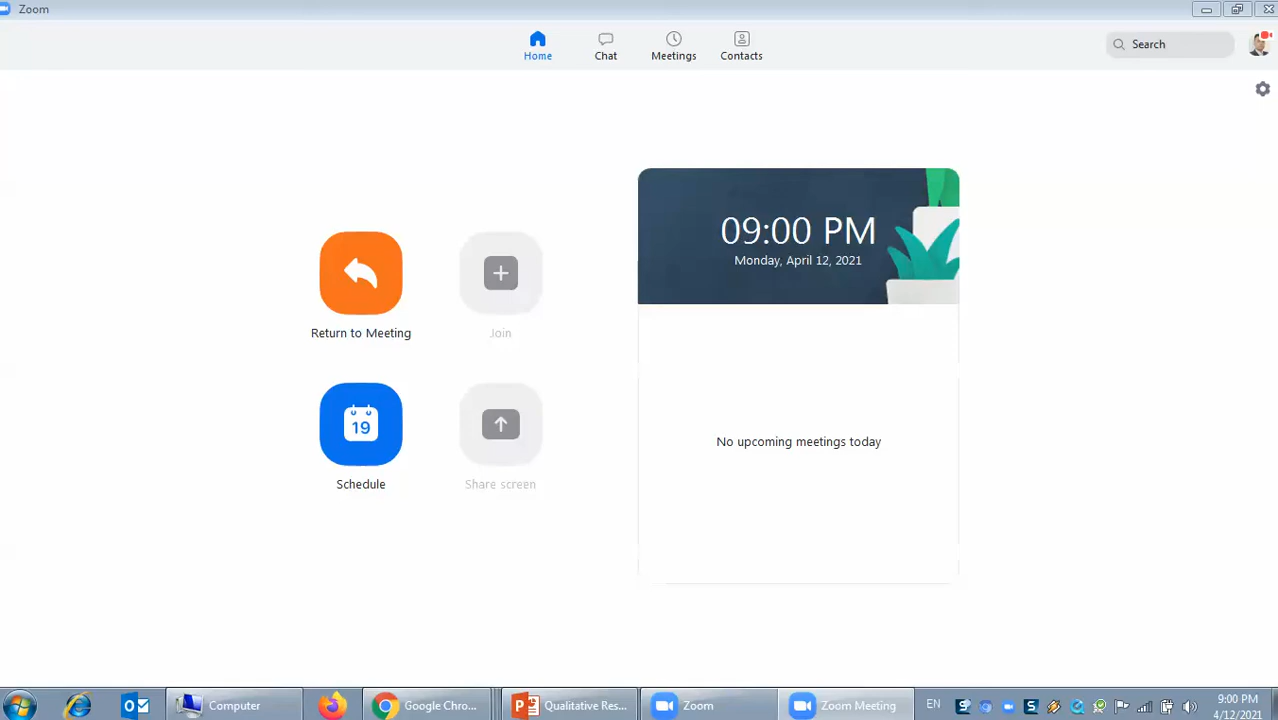 Zoom
Home
Chat
Meetings
Contacts
Search
09:00 PM
Monday, April 12, 2021
Return to Meeting
Join
19
Schedule
Share screen
No upcoming meetings today
Computer
Google Chro...
Qualitative Res...
Zoom
Zoom Meeting
EN
9:00 PM
4/12/2021